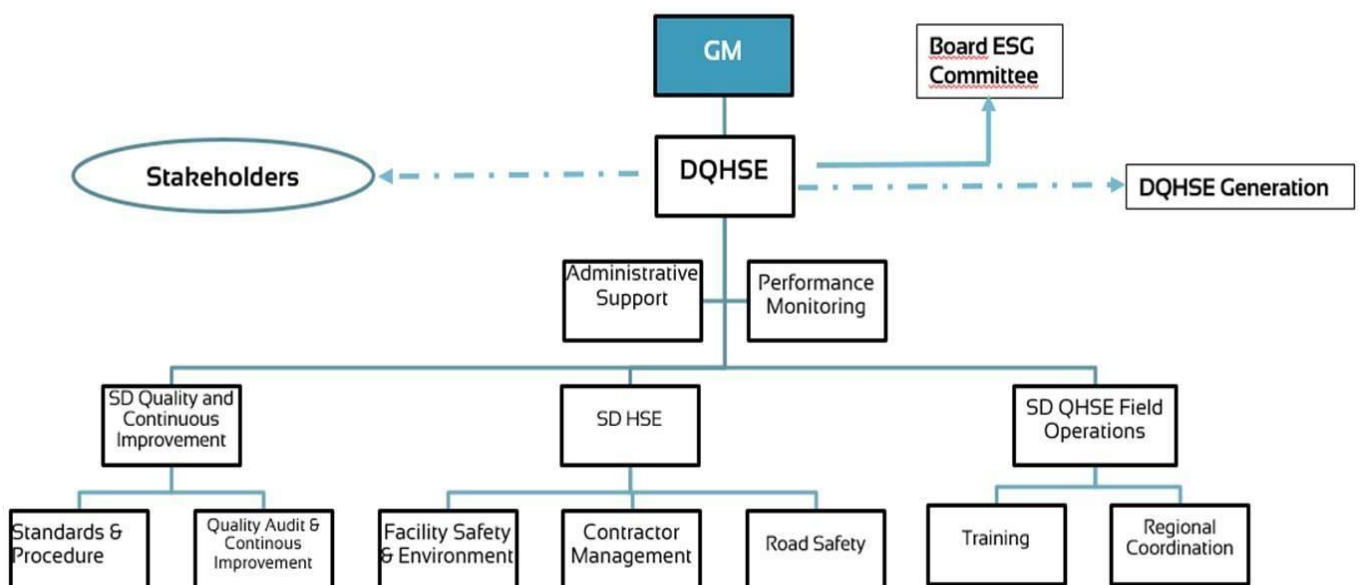 GM
Board ESG
Committee
Stakeholders
DQHSE
DQHSE Generation
Administrative
Support
Performance
Monitoring
SD Quality and
Continuous
Improvement
SD HSE
SD QHSE Field
Operations
Standards &
Procedure
Quality Audit &
Continous
Improvement
Facility Safety
& Environment
Contractor
Management
Road Safety
Training
Regional
Coordination